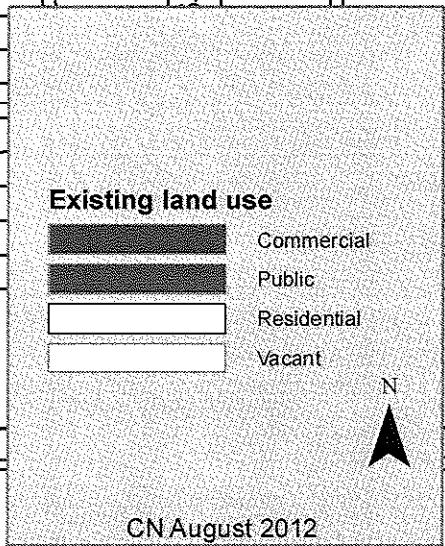 Existing land use
Commercial
Public
Residential
Vacant
N
CN August 2012